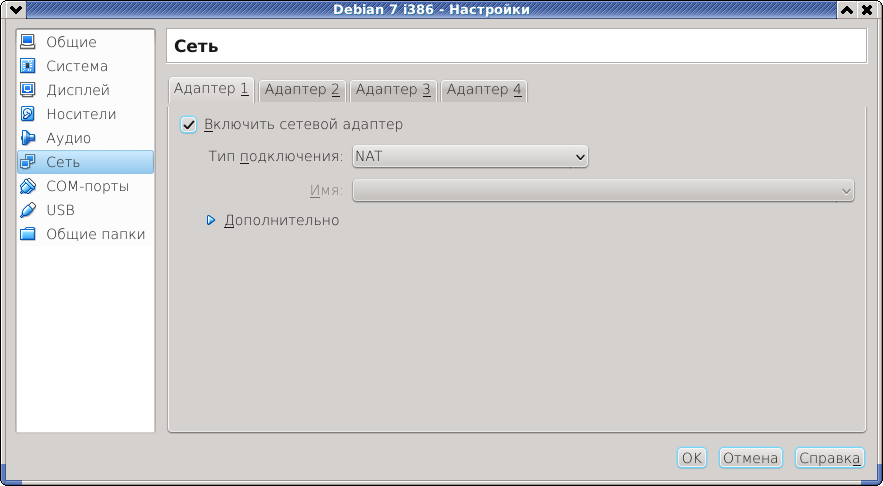 Debian 7 i386 - Настройки
Общие
Система
Дисплей
Носители
Аудио
Сеть
COM-порты
USB
Общие папки
Сеть
Адаптер 1 Адаптер 2 Адаптер 3 Адаптер 4
Включить сетевой адаптер
Тип подключения: NAT
Имя:
Дополнительно
OK Отмена Справка